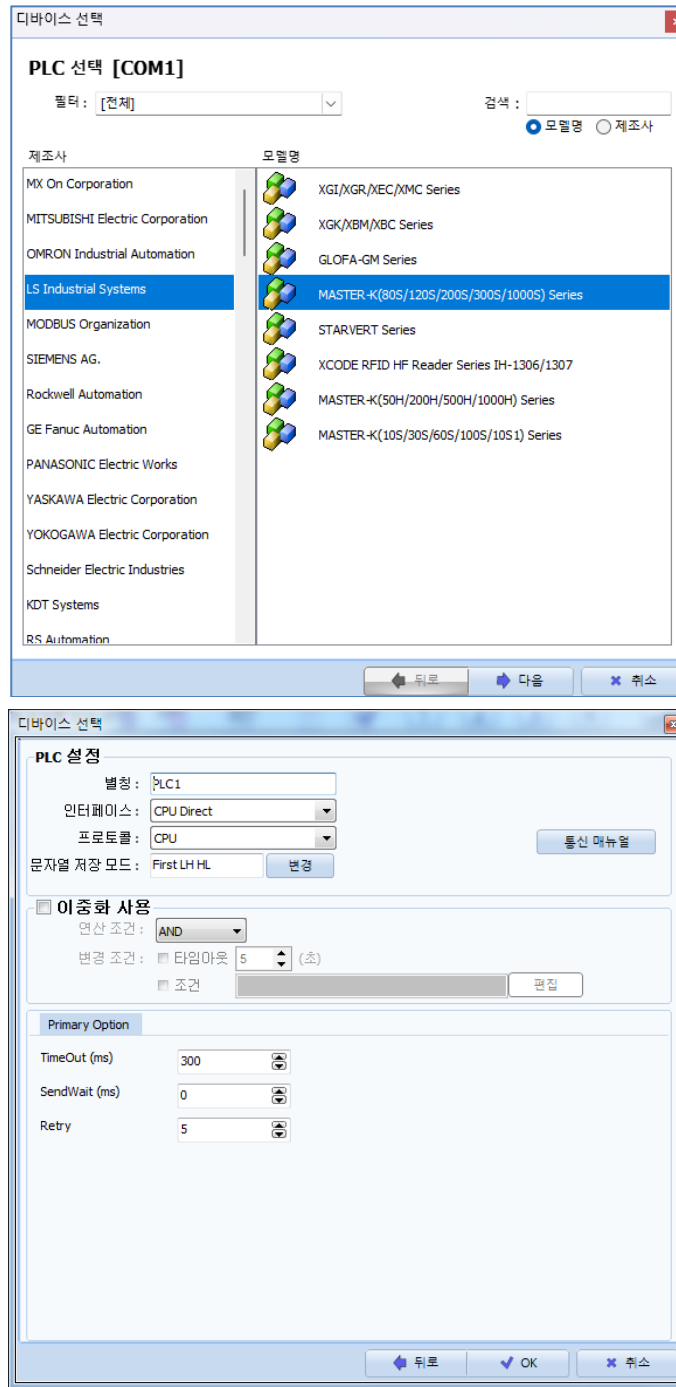 디바이스 선택
PLC 선택 [COM1]
필터 : [전체] 검색 :
모델명 제조사
제조사 모델명
MX On Corporation
MITSUBISHI Electric Corporation
OMRON Industrial Automation
LS Industrial Systems
MODBUS Organization
SIEMENS AG.
Rockwell Automation
GE Fanuc Automation
PANASONIC Electric Works
YASKAWA Electric Corporation
YOKOGAWA Electric Corporation
Schneider Electric Industries
KDT Systems
RS Automation
XGI/XGR/XEC/XMC Series
XGK/XBM/XBC Series
GLOFA-GM Series
MASTER-K(80S/120S/200S/300S/1000S) Series
STARVERT Series
XCODE RFID HF Reader Series IH-1306/1307
MASTER-K(50H/200H/500H/1000H) Series
MASTER-K(10S/30S/60S/100S/10S1) Series
뒤로 다음 취소
디바이스 선택
PLC 설정
별칭 : PLC1
인터페이스 : CPU Direct
프로토콜 : CPU 통신 매뉴얼
문자열 저장 모드 : First LH HL 변경
이중화 사용
연산 조건 : AND
변경 조건 : 타임아웃 5 (초)
조건 편집
Primary Option
TimeOut (ms) 300
SendWait (ms) 0
Retry 5
뒤로 OK 취소